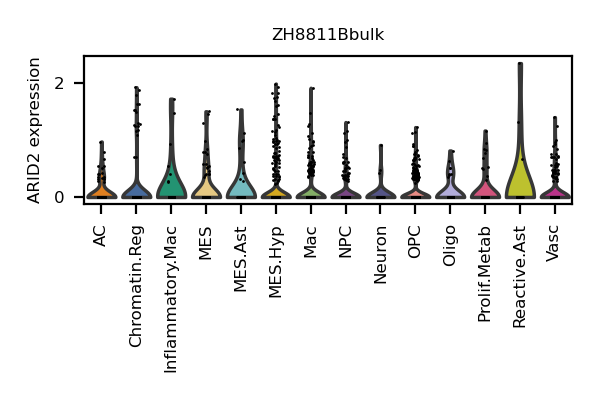 ZH8811Bbulk
ARID2 expression
2
0
AC
Chromatin.Reg
Inflammatory.Mac
MES
MES.Ast
MES.Hyp
Mac
NPC
Neuron
OPC
Oligo
Prolif.Metab
Reactive.Ast
Vasc